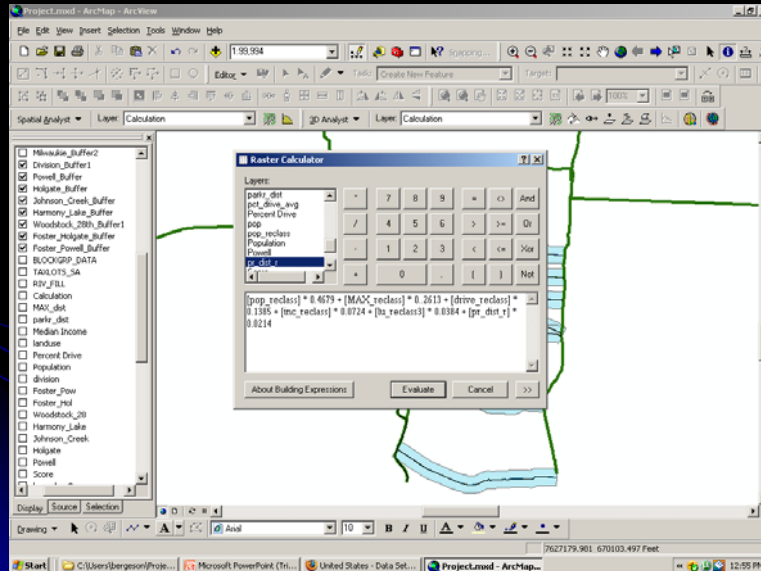 Project.mxd - ArcMap - ArcView
File Edit View Insert Selection Tools Window Help
1:99,994 Snapping...
Editor Task: Create New Feature Target:
100%
Spatial Analyst Layer: Calculation 3D Analyst Layer: Calculation
Milwaukie_Buffer2
Division_Buffer1
Powell_Buffer
Holgate_Buffer
Johnson_Creek_Buffer
Harmony_Lake_Buffer
Woodstock_28th_Buffer1
Foster_Holgate_Buffer
Foster_Powell_Buffer
BLOCKGRP_DATA
TAXLOTS_SA
RIV_FILL
Calculation
MAX_dist
parkr_dist
Median Income
landuse
Percent Drive
Population
division
Foster_Pow
Foster_Hol
Woodstock_28
Harmony_Lake
Johnson_Creek
Holgate
Powell
Score
Display Source Selection
Raster Calculator
Layers:
parkr_dist
pct_drive_avg
Percent Drive
pop
pop_reclass
Population
Powell
pr_dist_r
* 7 8 9 = <> And
/ 4 5 6 > >= Or
- 1 2 3 < <= Xor
+ 0 . ( ) Not
[pop_reclass] * 0.4679 + [MAX_reclass] * 0.2613 + [drive_reclass] *
0.1385 + [inc_reclass] * 0.0724 + [lu_reclass3] * 0.0384 + [pr_dist_r] *
0.0214
About Building Expressions Evaluate Cancel >>
Drawing A Arial 10 B I U A
7627179.981 670103.497 Feet
Start C:\Users\bergeson\Proje... Microsoft PowerPoint - [Tri... United States - Data Set... Project.mxd - ArcMap... 12:55 PM